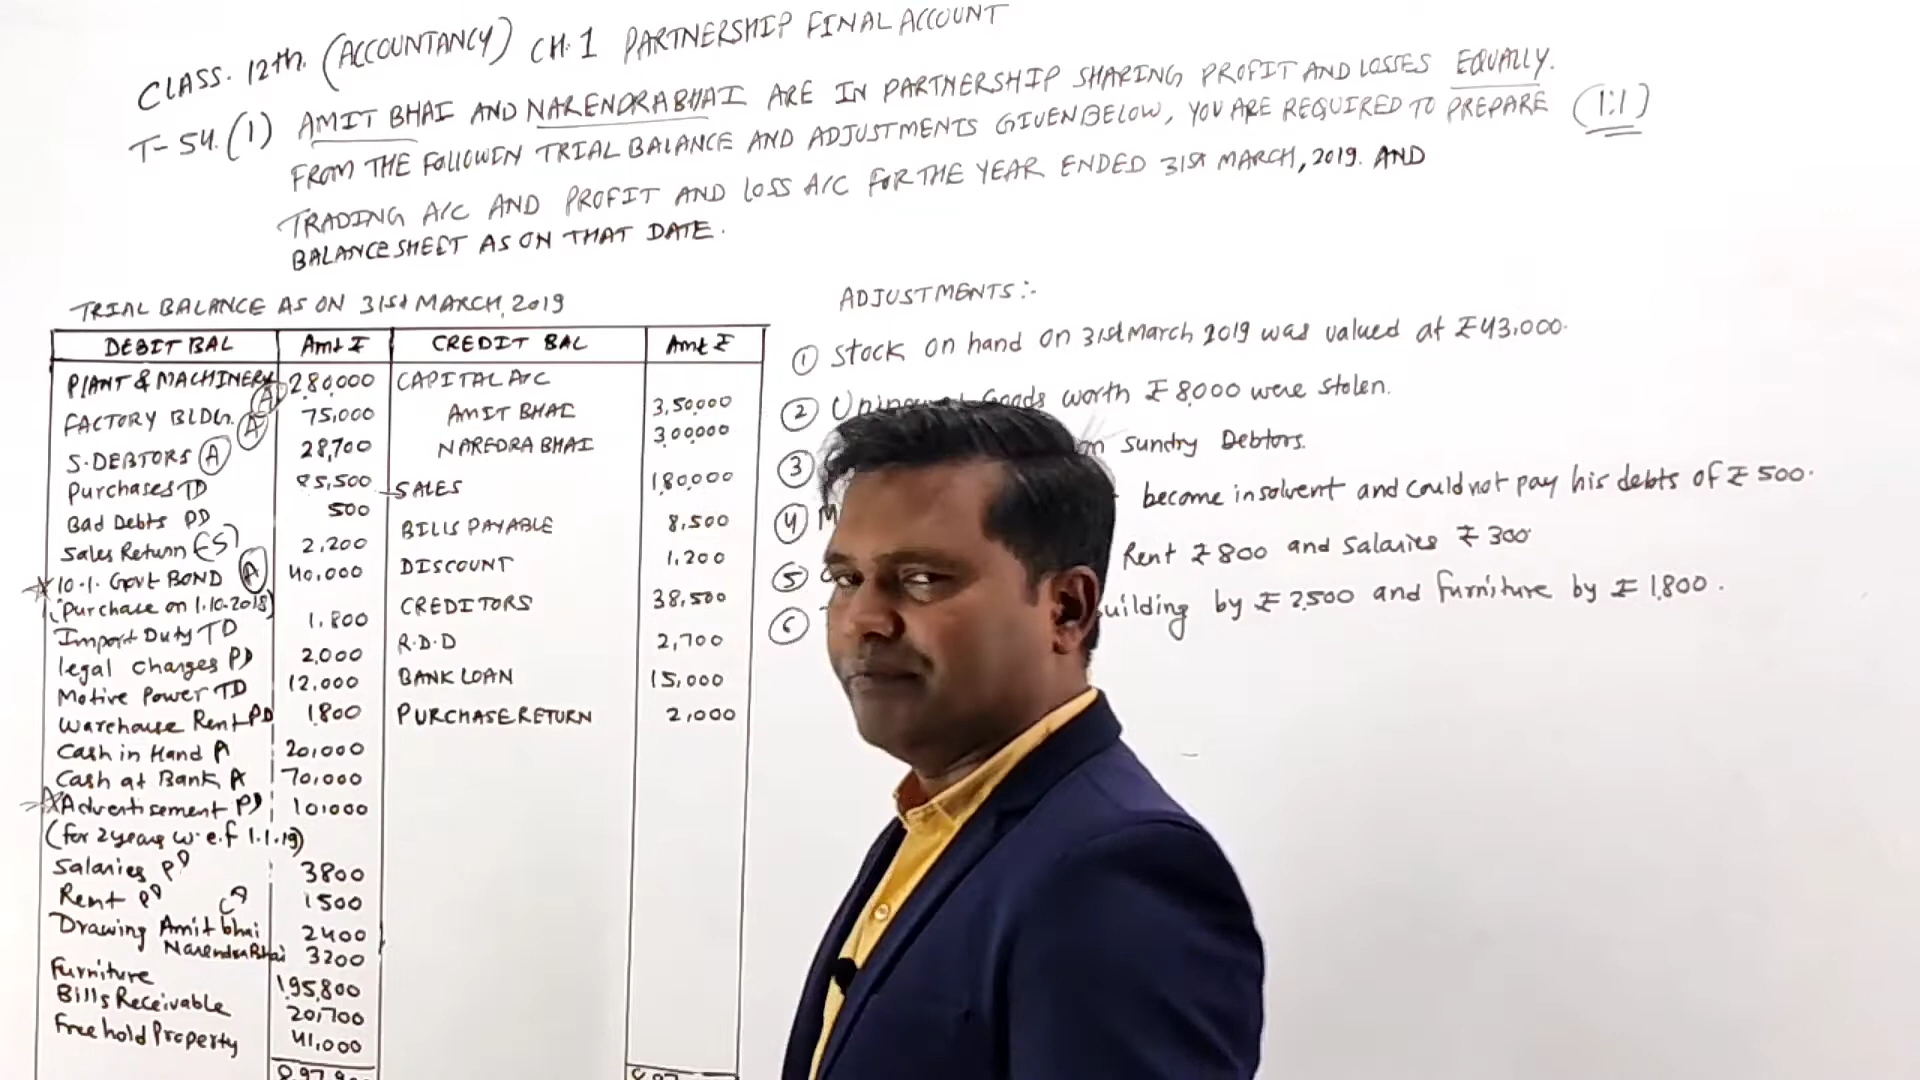 CLASS. 12th. (ACCOUNTANCY) CH.1 PARTNERSHIP FINAL ACCOUNT
T-SY.(1) AMIT BHAI AND NARENDRABHAI ARE IN PARTNERSHIP SHARING PROFIT AND LOSSES EQUALLY.
FROM THE FOLLOWIN TRIAL BALANCE AND ADJUSTMENTS GIVEN BELOW, YOU ARE REQUIRED TO PREPARE (1:1)
TRADING A/C AND PROFIT AND LOSS A/C FOR THE YEAR ENDED 31st MARCH, 2019. AND
BALANCE SHEET AS ON THAT DATE.
TRIAL BALANCE AS ON 31st MARCH, 2019
DEBIT BAL Amt ₹ CREDIT BAL Amt ₹
PLANT & MACHINERY A 280,000 CAPITAL A/C
FACTORY BLDG. A 75,000 AMIT BHAI 3,50,000
S. DEBTORS A 28,700 NAREDRA BHAI 3,00,000
Purchases TD 85,500 SALES 1,80,000
Bad Debts PD 500 BILLS PAYABLE 8,500
Sales Return (-S) 2,200 DISCOUNT 1,200
10.1. Govt BOND A 40,000 CREDITORS 38,500
(Purchase on 1.10.2018)
Import Duty TD 1,800 R.D.D 2,700
legal charges PD 2,000 BANK LOAN 15,000
Motive Power TD 12,000 PURCHASE RETURN 2,000
Warehouse Rent PD 1,800
Cash in Hand A 20,000
Cash at Bank A 70,000
Advertisement PD 10,000
(for 2 years w.e.f 1.1.19)
Salaries PD 3800
Rent PD 1500
Drawing Amit bhai 2400
Narendra Bhai 3200
Furniture 1,95,800
Bills Receivable 20,700
Free hold Property 41,000
ADJUSTMENTS :-
① Stock on hand on 31st March 2019 was valued at ₹ 43,000.
② Goods worth ₹ 8,000 were stolen.
③ on Sundry Debtors.
④ become insolvent and could not pay his debts of ₹ 500.
⑤ Rent ₹ 800 and Salaries ₹ 300
⑥ Building by ₹ 2,500 and furniture by ₹ 1,800.